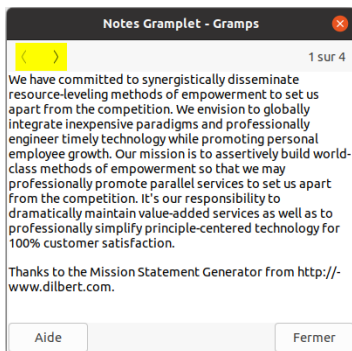 Notes Gramplet - Gramps
1 sur 4
We have committed to synergistically disseminate
resource-leveling methods of empowerment to set us
apart from the competition. We envision to globally
integrate inexpensive paradigms and professionally
engineer timely technology while promoting personal
employee growth. Our mission is to assertively build world-
class methods of empowerment so that we may
professionally promote parallel services to set us apart
from the competition. It's our responsibility to
dramatically maintain value-added services as well as to
professionally simplify principle-centered technology for
100% customer satisfaction.
Thanks to the Mission Statement Generator from http://-
www.dilbert.com.
Aide Fermer